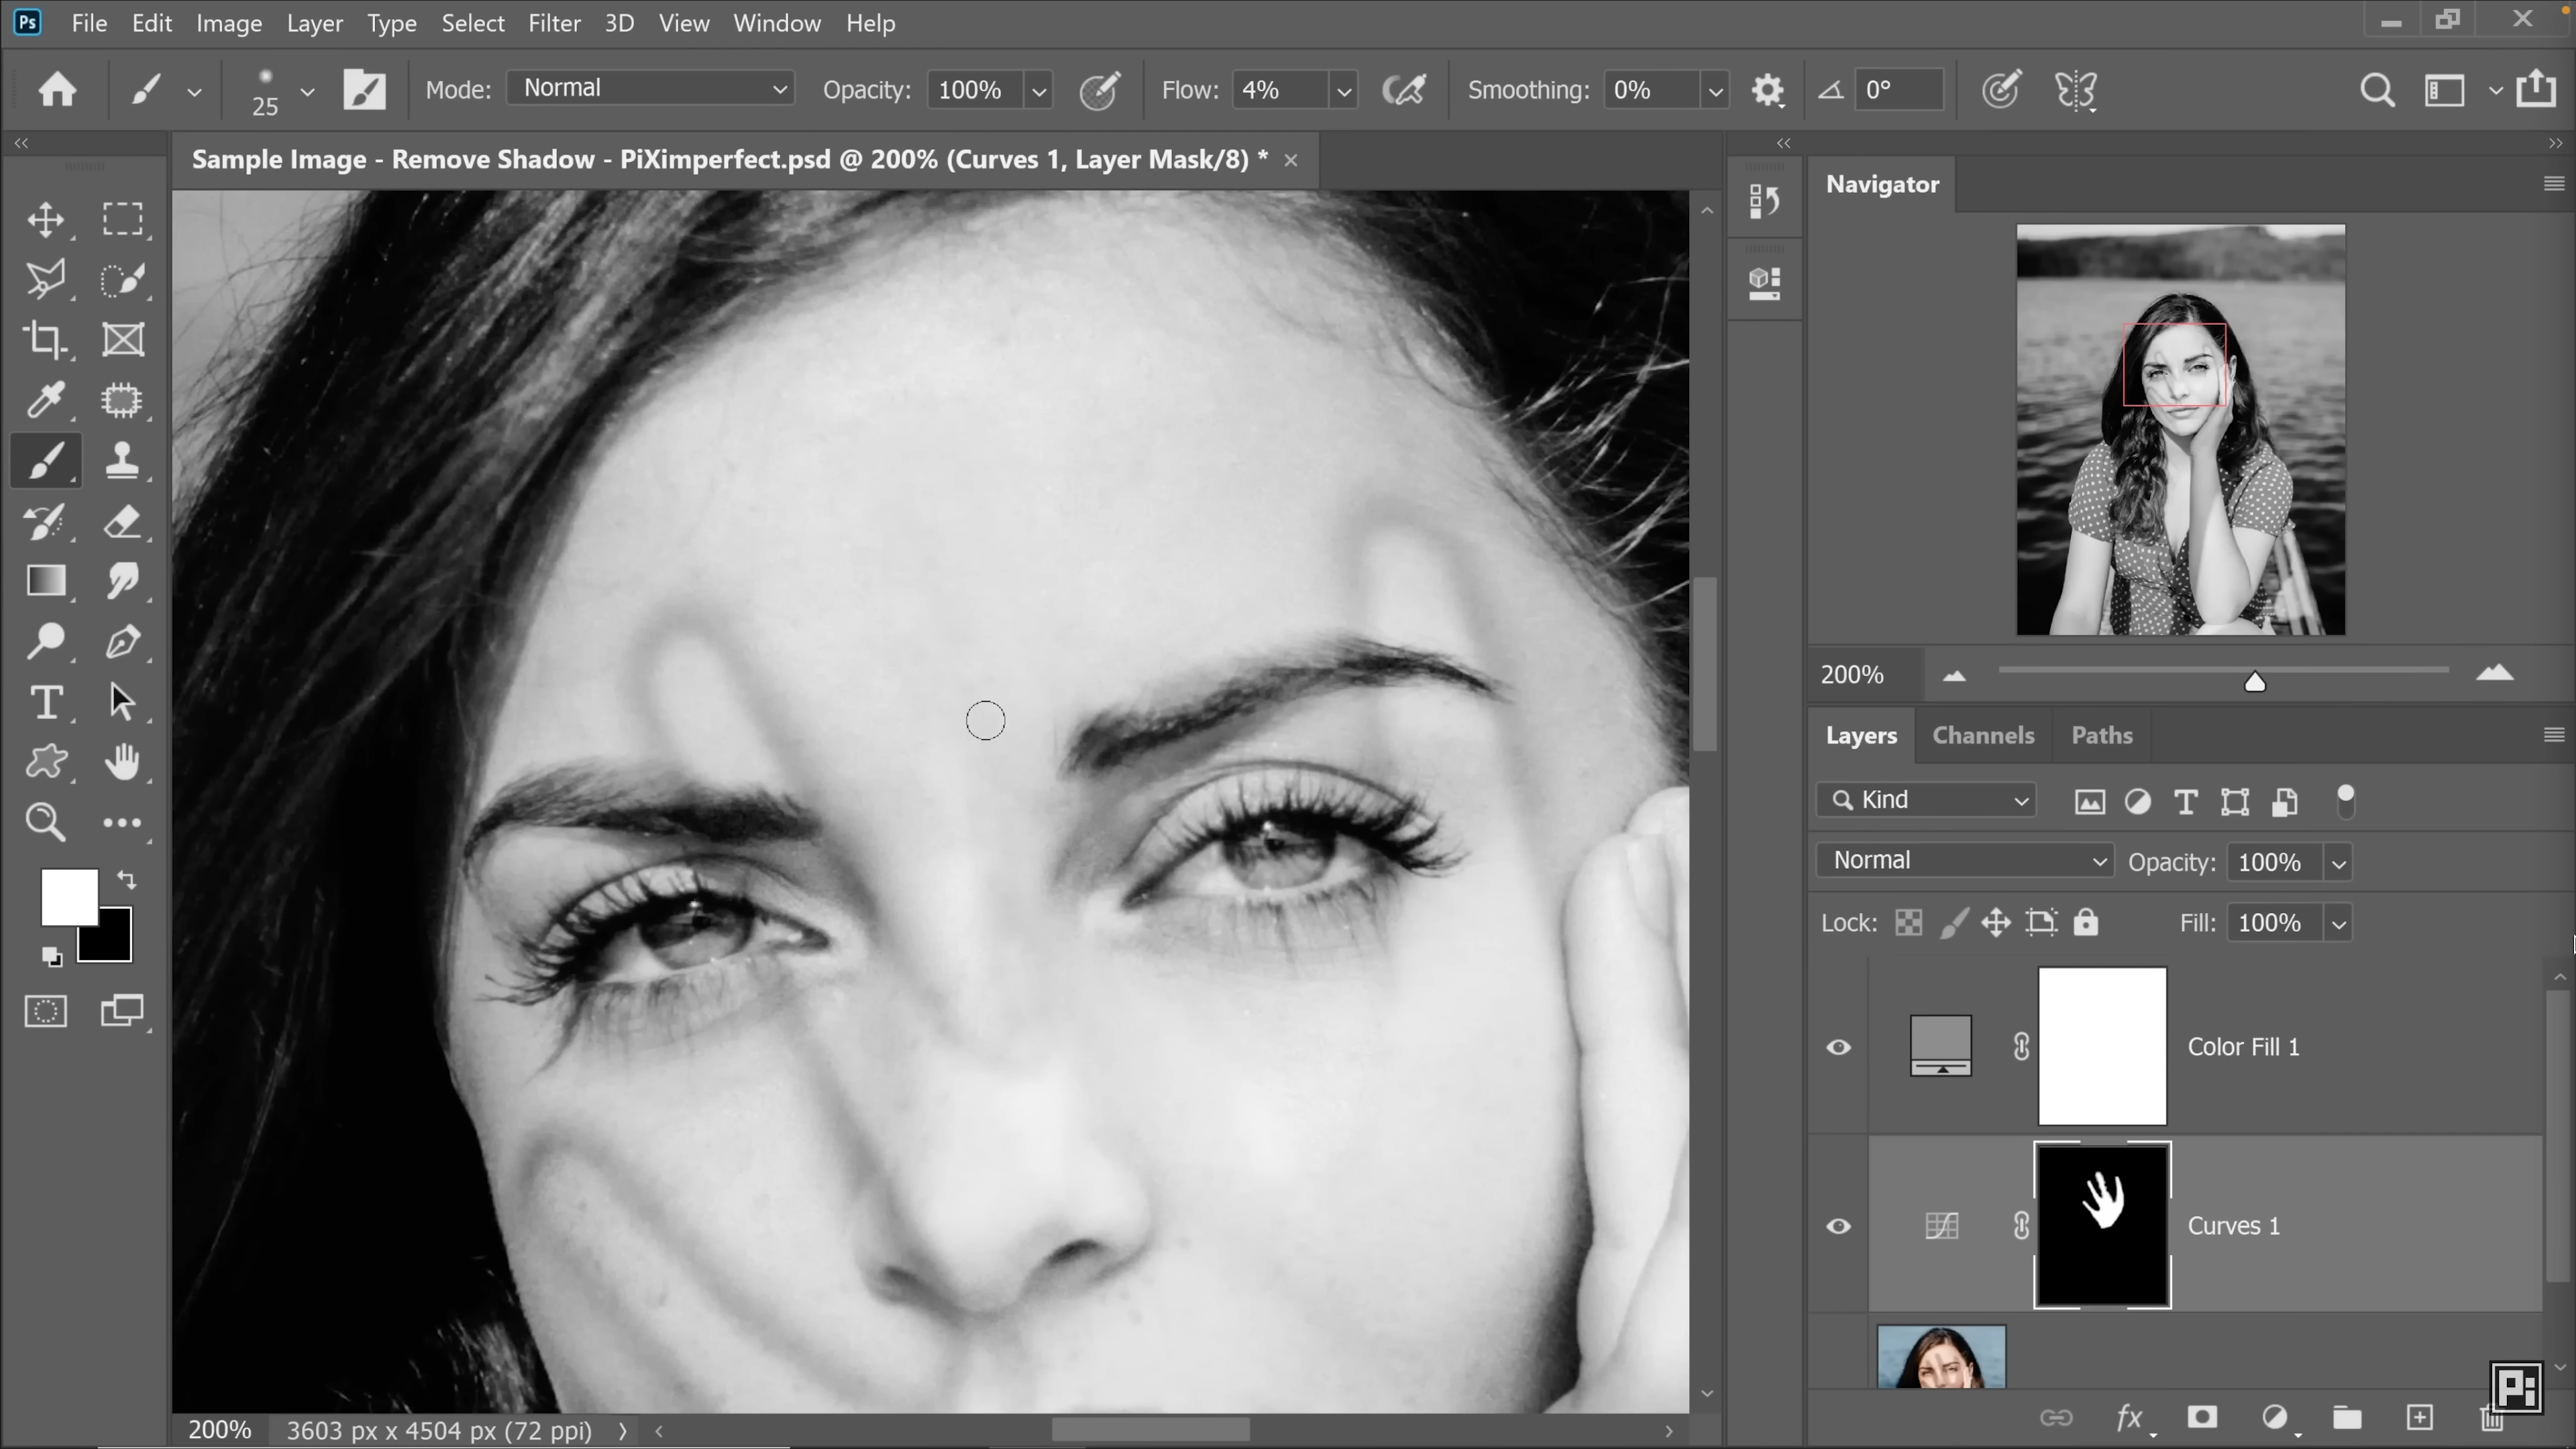 Ps File Edit Image Layer Type Select Filter 3D View Window Help
25 Mode: Normal Opacity: 100% Flow: 4% Smoothing: 0% 0°
Sample Image - Remove Shadow - PiXimperfect.psd @ 200% (Curves 1, Layer Mask/8) *
Navigator
200%
Layers Channels Paths
Kind
Normal Opacity: 100%
Lock: Fill: 100%
Color Fill 1
Curves 1
Pi
fx
200% 3603 px x 4504 px (72 ppi)